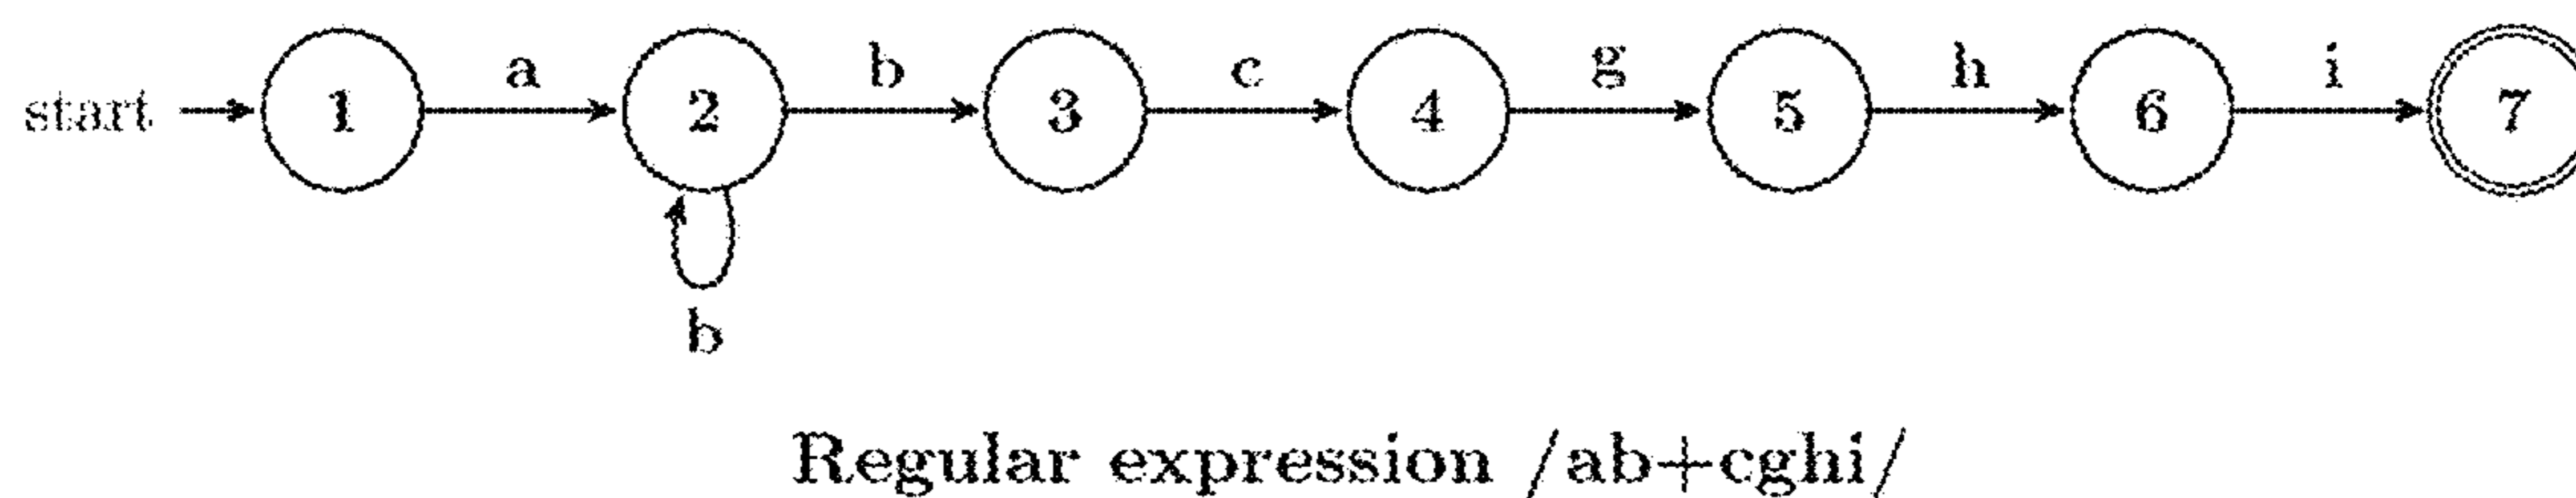 a b c g h i
start 1 2 3 4 5 6 7
b
Regular expression /ab+cghi/